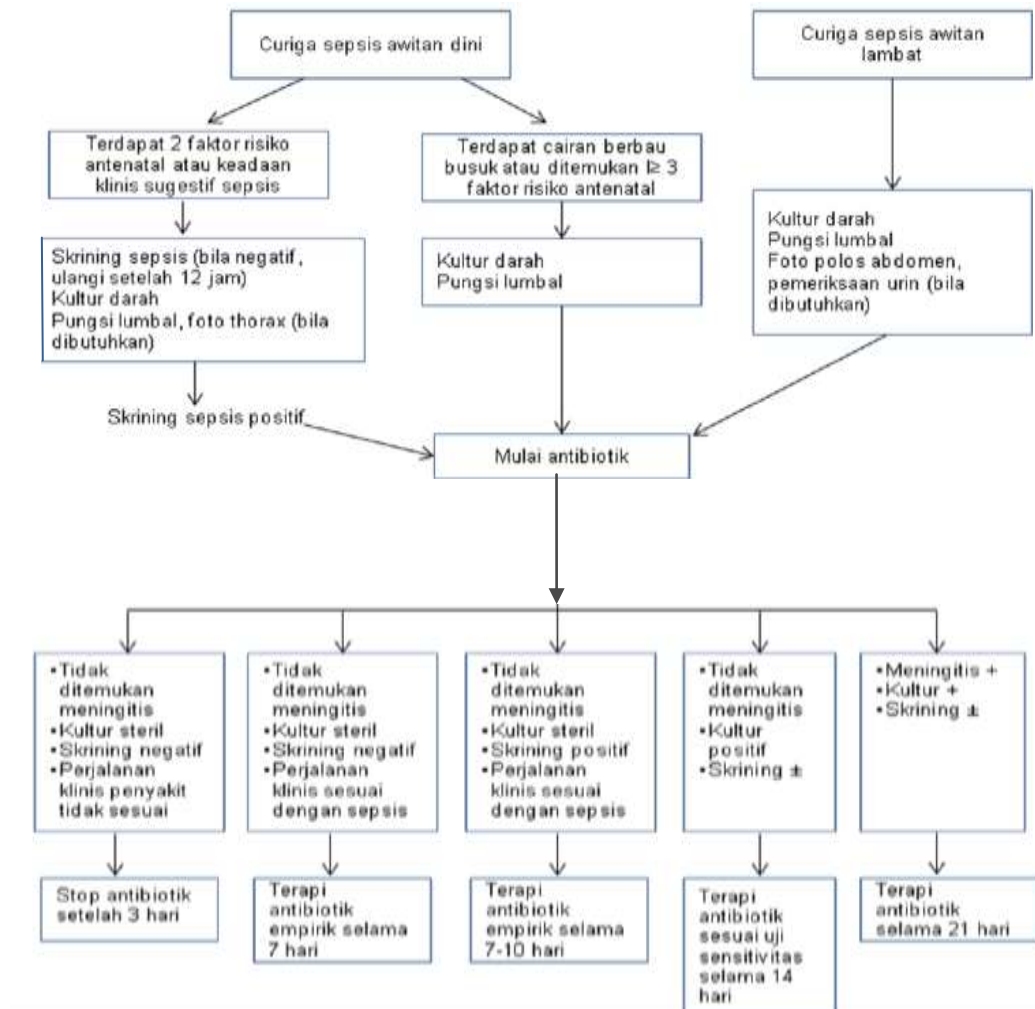 Curiga sepsis awitan dini
Curiga sepsis awitan
lambat
Terdapat 2 faktor risiko
antenatal atau keadaan
klinis sugestif sepsis
Terdapat cairan berbau
busuk atau ditemukan l≥ 3
faktor risiko antenatal
Skrining sepsis (bila negatif,
ulangi setelah 12 jam)
Kultur darah
Pungsi lumbal, foto thorax (bila
dibutuhkan)
Kultur darah
Pungsi lumbal
Kultur darah
Pungsi lumbal
Foto polos abdomen,
pemeriksaan urin (bila
dibutuhkan)
Skrining sepsis positif
Mulai antibiotik
•Tidak
ditemukan
meningitis
•Kultur steril
•Skrining negatif
•Perjalanan
klinis penyakit
tidak sesuai
•Tidak
ditemukan
meningitis
•Kultur steril
•Skrining negatif
•Perjalanan
klinis sesuai
dengan sepsis
•Tidak
ditemukan
meningitis
•Kultur steril
•Skrining positif
•Perjalanan
klinis sesuai
dengan sepsis
•Tidak
ditemukan
meningitis
•Kultur
positif
•Skrining ±
•Meningitis +
•Kultur +
•Skrining ±
Stop antibiotik
setelah 3 hari
Terapi
antibiotik
empirik selama
7 hari
Terapi
antibiotik
empirik selama
7-10 hari
Terapi
antibiotik
sesuai uji
sensitivitas
selama 14
hari
Terapi
antibiotik
selama 21 hari